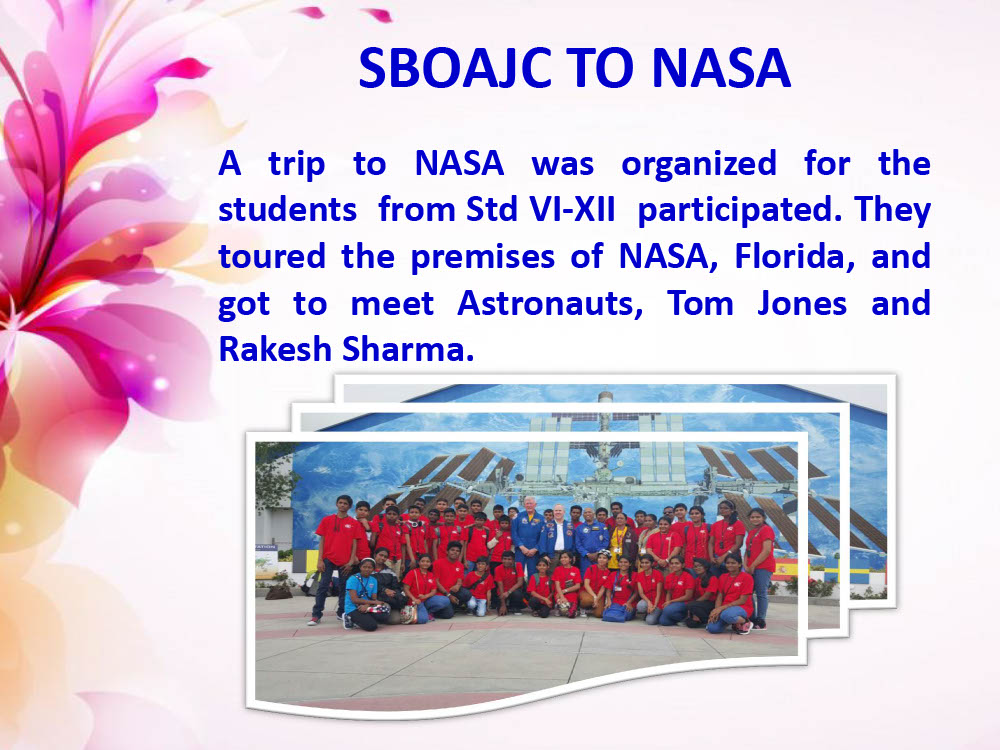 SBOAJC TO NASA
A trip to NASA was organized for the
students from Std VI-XII participated. They
toured the premises of NASA, Florida, and
got to meet Astronauts, Tom Jones and
Rakesh Sharma.